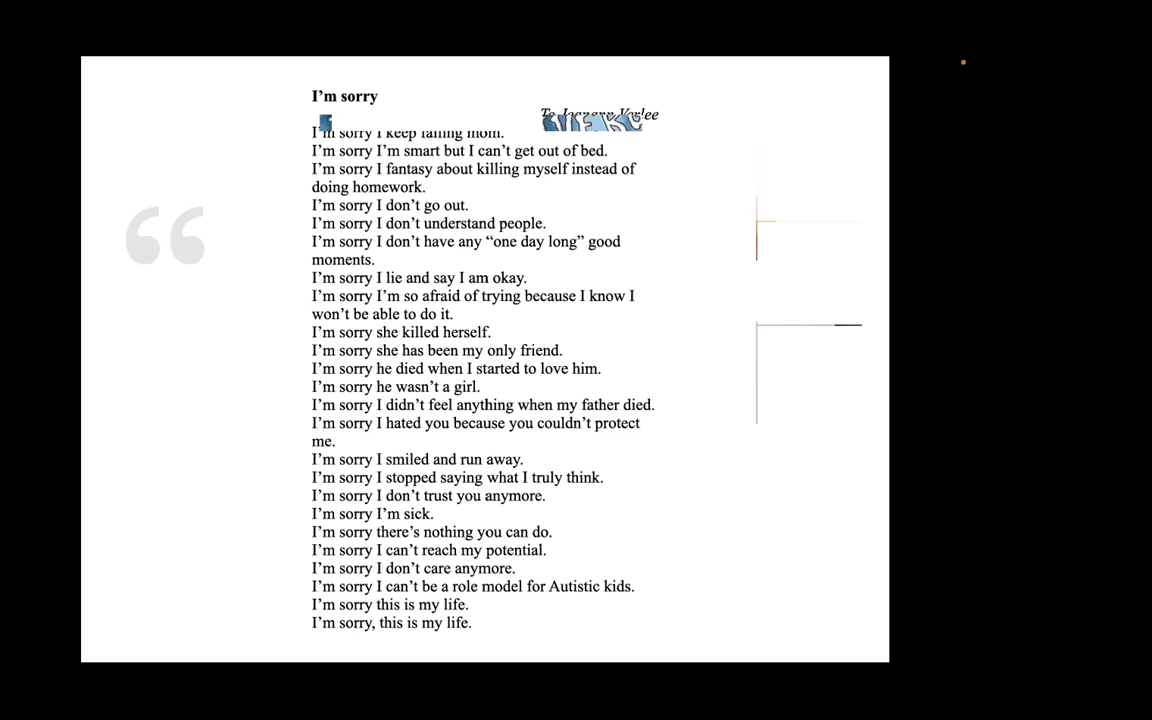 I'm sorry
To
I'm sorry I keep failing mom.
I'm sorry I'm smart but I can't get out of bed.
I'm sorry I fantasy about killing myself instead of
doing homework.
I'm sorry I don't go out.
I'm sorry I don't understand people.
I'm sorry I don't have any “one day long” good
moments.
I'm sorry I lie and say I am okay.
I'm sorry I'm so afraid of trying because I know I
won't be able to do it.
I'm sorry she killed herself.
I'm sorry she has been my only friend.
I'm sorry he died when I started to love him.
I'm sorry he wasn't a girl.
I'm sorry I didn't feel anything when my father died.
I'm sorry I hated you because you couldn't protect
me.
I'm sorry I smiled and run away.
I'm sorry I stopped saying what I truly think.
I'm sorry I don't trust you anymore.
I'm sorry I'm sick.
I'm sorry there's nothing you can do.
I'm sorry I can't reach my potential.
I'm sorry I don't care anymore.
I'm sorry I can't be a role model for Autistic kids.
I'm sorry this is my life.
I'm sorry, this is my life.